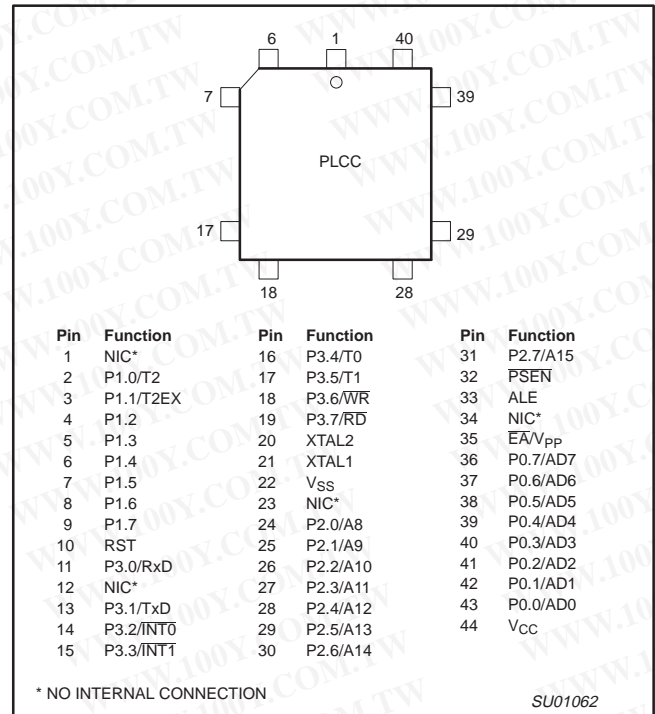 6 1 40
7 39
PLCC
17 29
18 28
Pin Function Pin Function Pin Function
1 NIC* 16 P3.4/T0 31 P2.7/A15
2 P1.0/T2 17 P3.5/T1 32 PSEN
3 P1.1/T2EX 18 P3.6/WR 33 ALE
4 P1.2 19 P3.7/RD 34 NIC*
5 P1.3 20 XTAL2 35 EA/VPP
6 P1.4 21 XTAL1 36 P0.7/AD7
7 P1.5 22 VSS 37 P0.6/AD6
8 P1.6 23 NIC* 38 P0.5/AD5
9 P1.7 24 P2.0/A8 39 P0.4/AD4
10 RST 25 P2.1/A9 40 P0.3/AD3
11 P3.0/RxD 26 P2.2/A10 41 P0.2/AD2
12 NIC* 27 P2.3/A11 42 P0.1/AD1
13 P3.1/TxD 28 P2.4/A12 43 P0.0/AD0
14 P3.2/INT0 29 P2.5/A13 44 VCC
15 P3.3/INT1 30 P2.6/A14
* NO INTERNAL CONNECTION
SU01062
WWW.100Y.COM.TW